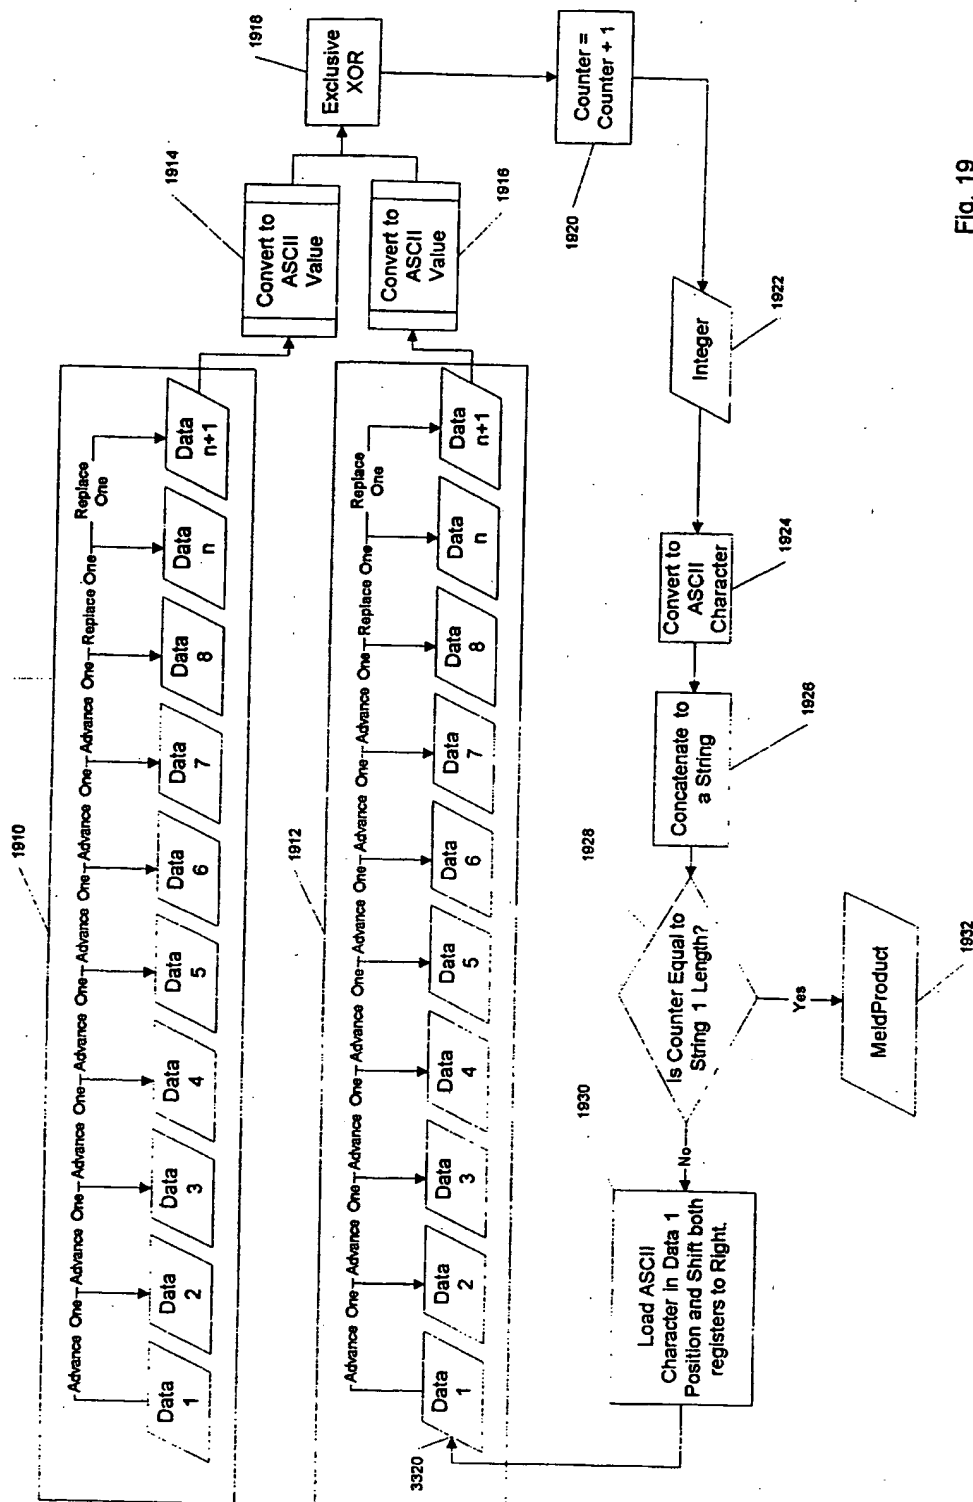 1910
Advance One
Advance One
Advance One
Advance One
Advance One
Advance One
Advance One
Replace One
Replace
One
Data
1
Data
2
Data
3
Data
4
Data
5
Data
6
Data
7
Data
8
Data
n
Data
n+1
1912
Advance One
Advance One
Advance One
Advance One
Advance One
Advance One
Advance One
Replace One
Replace
One
Data
1
Data
2
Data
3
Data
4
Data
5
Data
6
Data
7
Data
8
Data
n
Data
n+1
3320
1914
Convert to
ASCII
Value
1916
Convert to
ASCII
Value
1918
Exclusive
XOR
Counter =
Counter + 1
1920
Integer
1922
Convert to
ASCII
Character
1924
Concatenate to
a String
1926
1928
Is Counter Equal to
String 1 Length?
Yes
MeldProduct
1932
No
1930
Load ASCII
Character in Data 1
Position and Shift both
registers to Right.
Fig. 19